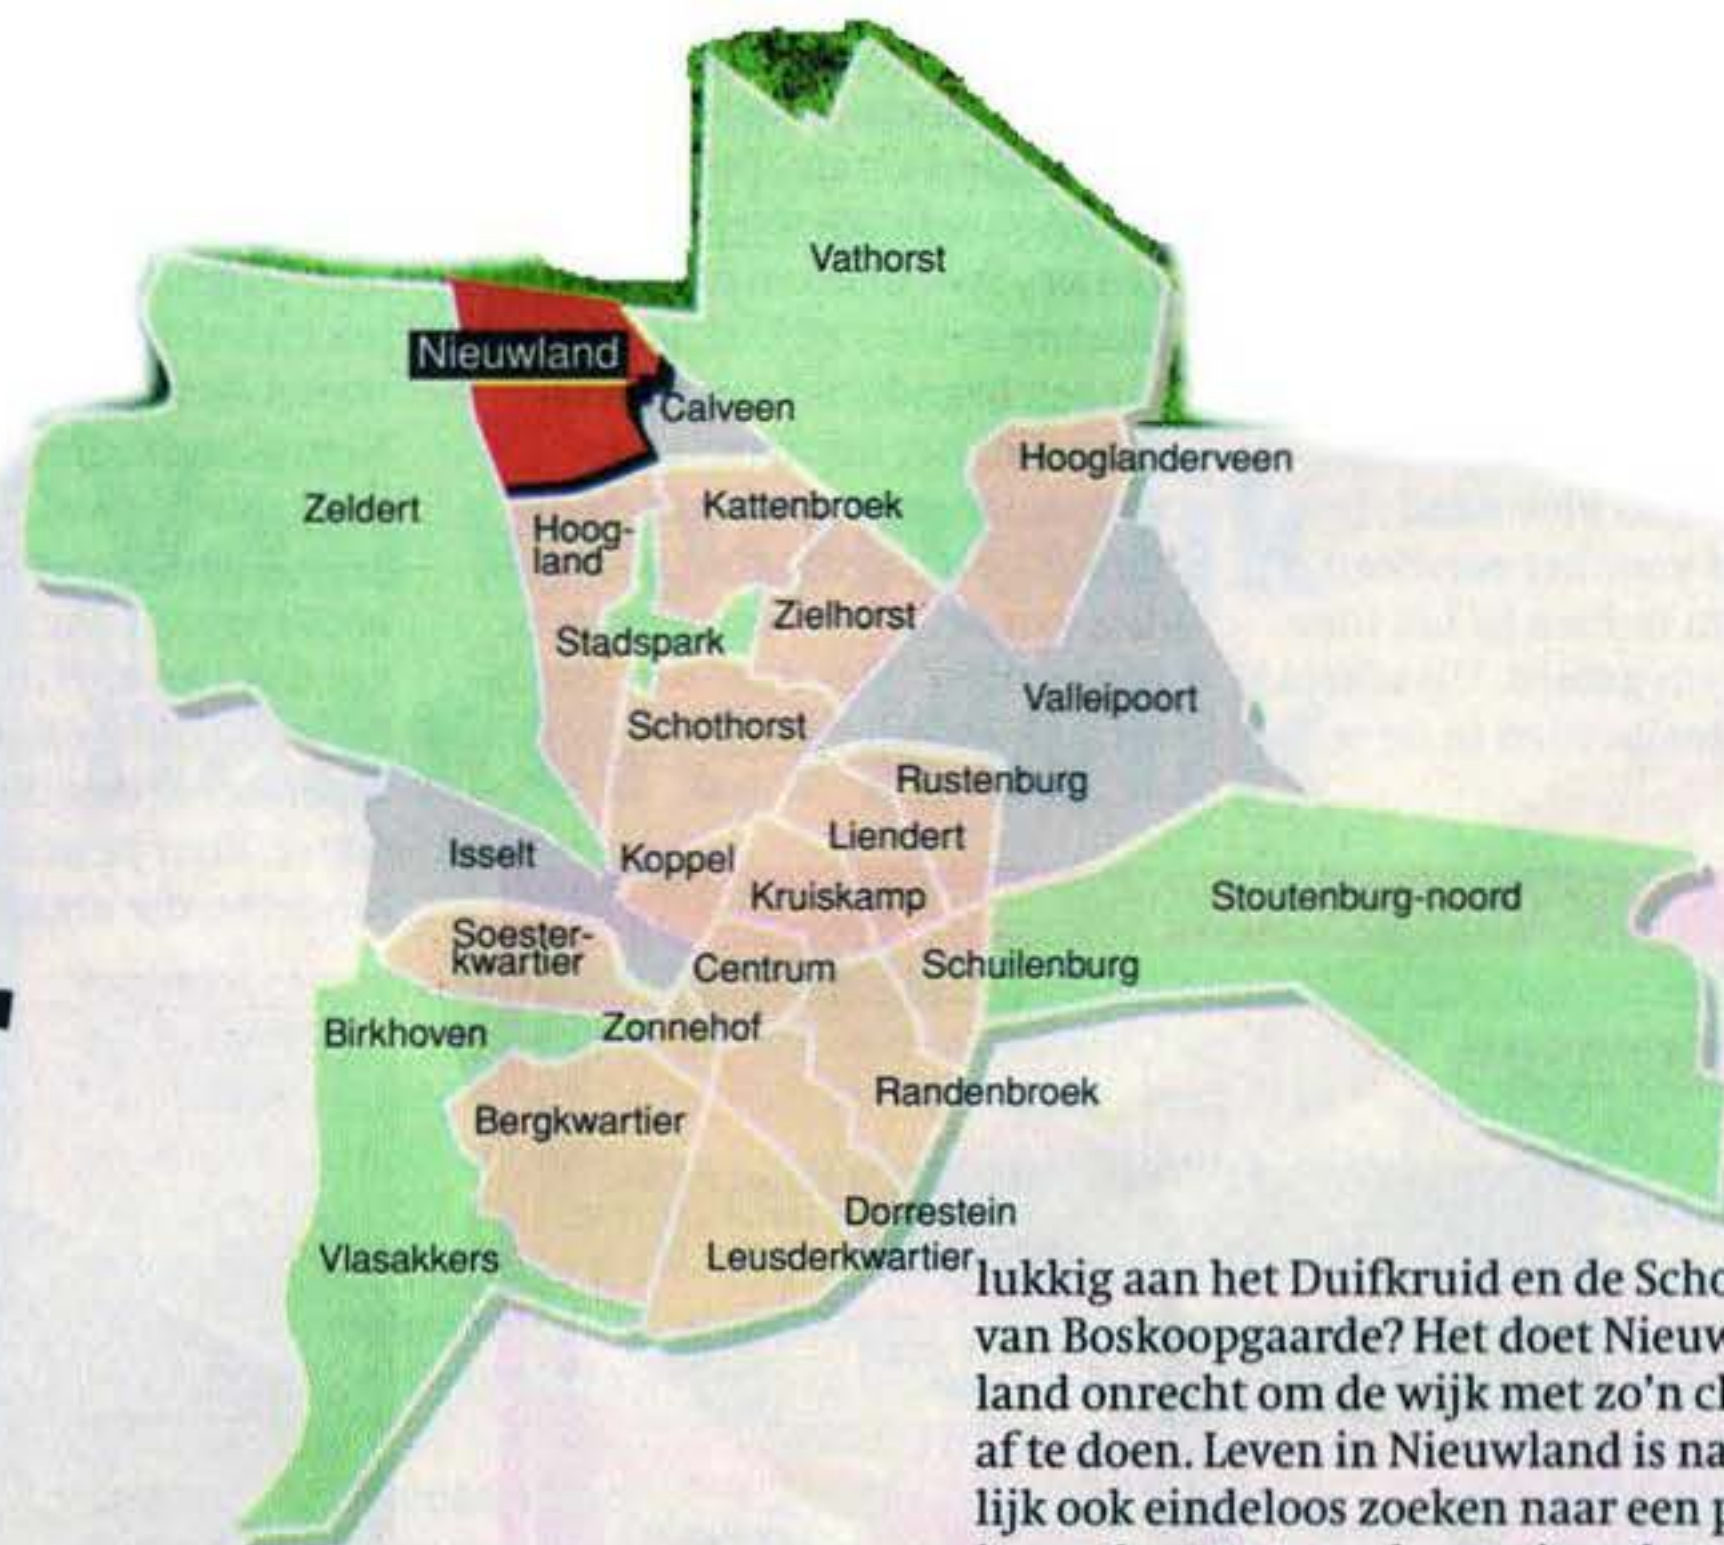 Vathorst
Nieuwland
Calveen
Hooglanderveen
Zeldert
Kattenbroek
Hoog-
land
Zielhorst
Stadspark
Valleipoort
Schothorst
Rustenburg
Liendert
Isselt
Koppel
Kruiskamp
Stoutenburg-noord
Soester-
kwartier
Centrum
Schuilenburg
Birkhoven
Zonnehof
Randenbroek
Bergkwartier
Dorrestein
Vlasakkers
Leusderkwartier
lukkig aan het Duifkruid en de Scho
van Boskoopgaarde? Het doet Nieuw
land onrecht om de wijk met zo'n c
af te doen. Leven in Nieuwland is na
lijk ook eindeloos zoeken naar een p